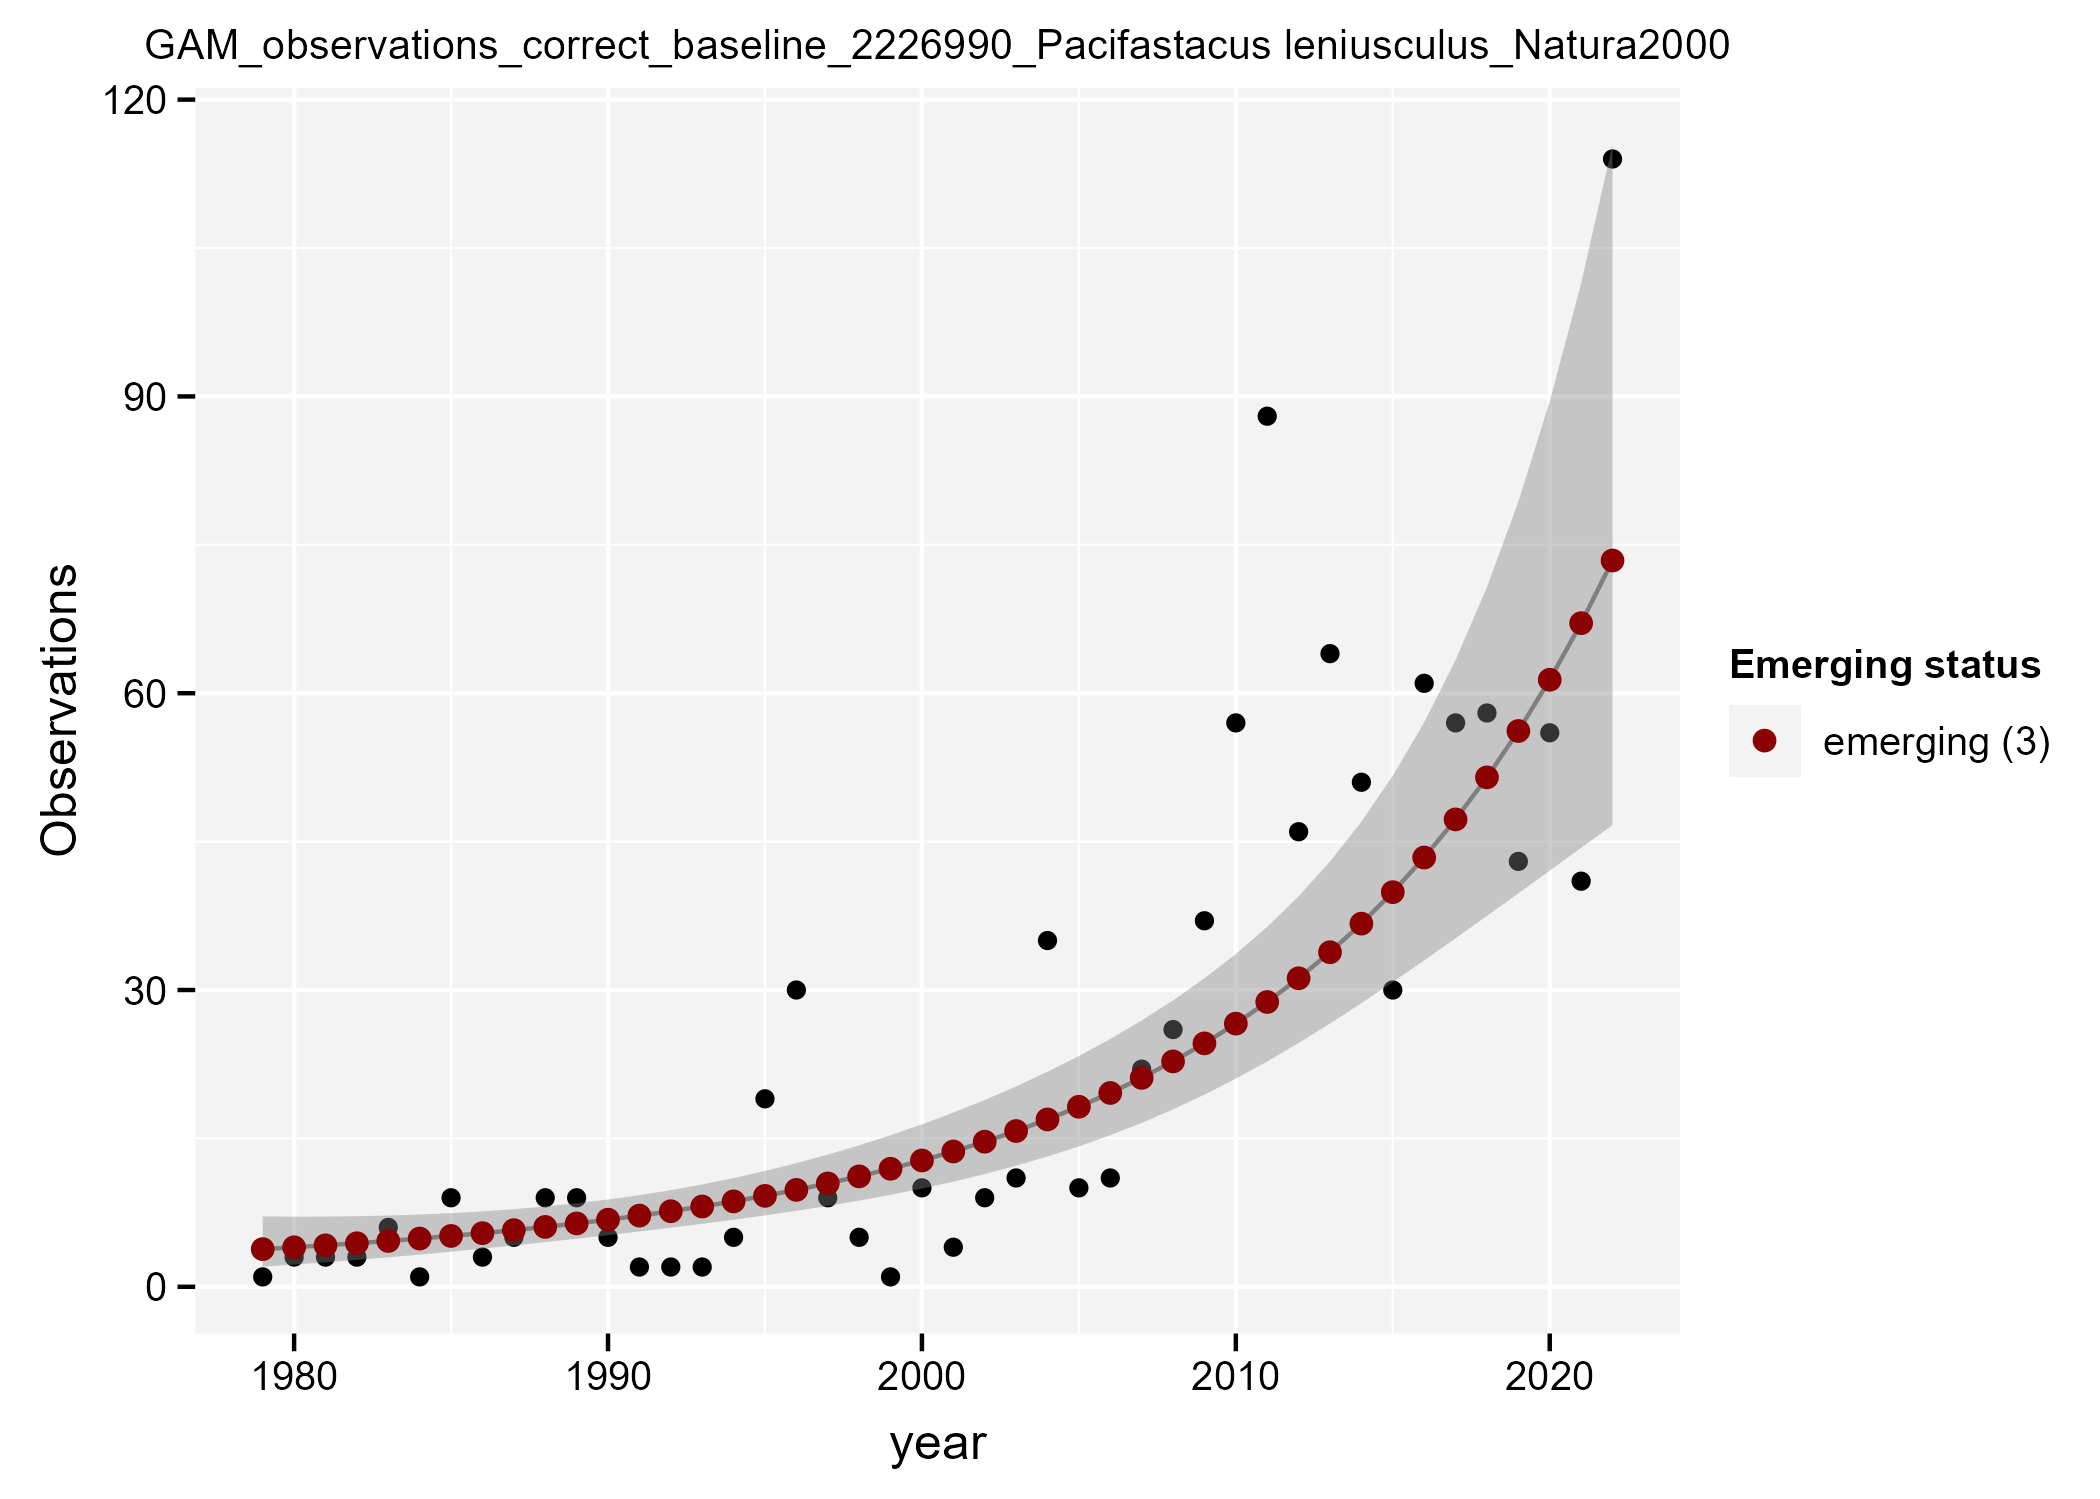 GAM_observations_correct_baseline_2226990_Pacifastacus leniusculus_Natura2000
120
90
60
30
0
Observations
1980 1990 2000 2010 2020
year
Emerging status
emerging (3)